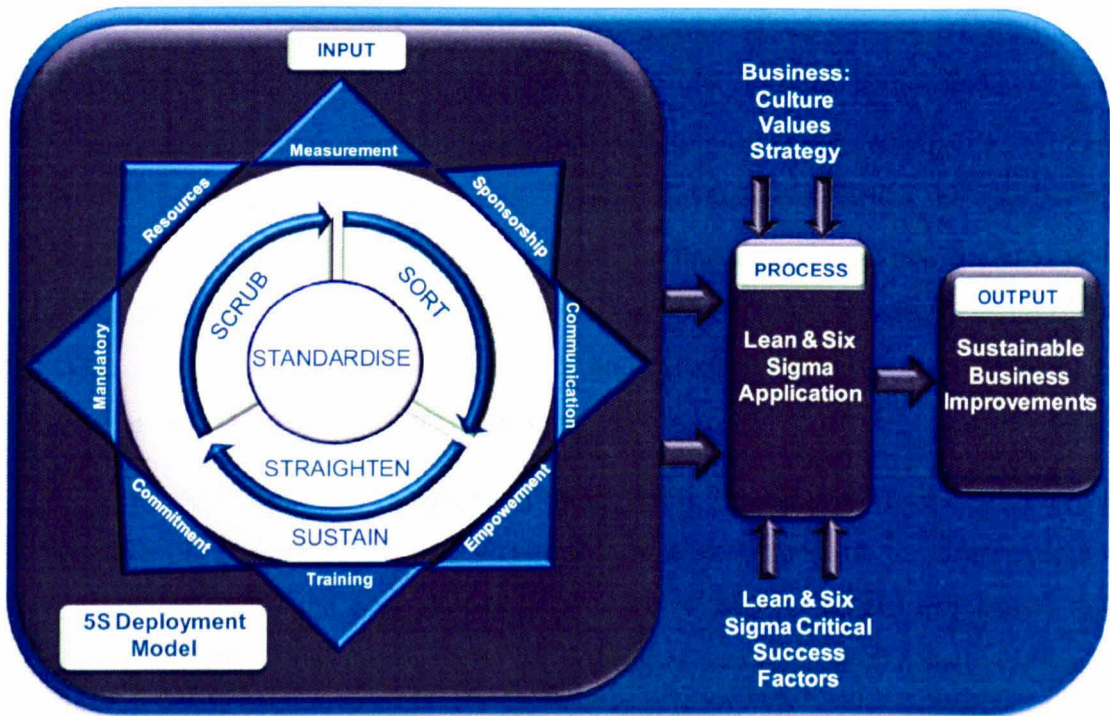 INPUT
Measurement
Sponsorship
Communication
Empowerment
Training
Commitment
Mandatory
Resources
SCRUB
SORT
STANDARDISE
STRAIGHTEN
SUSTAIN
5S Deployment
Model
Business:
Culture
Values
Strategy
PROCESS
Lean & Six
Sigma
Application
Lean & Six
Sigma Critical
Success
Factors
OUTPUT
Sustainable
Business
Improvements